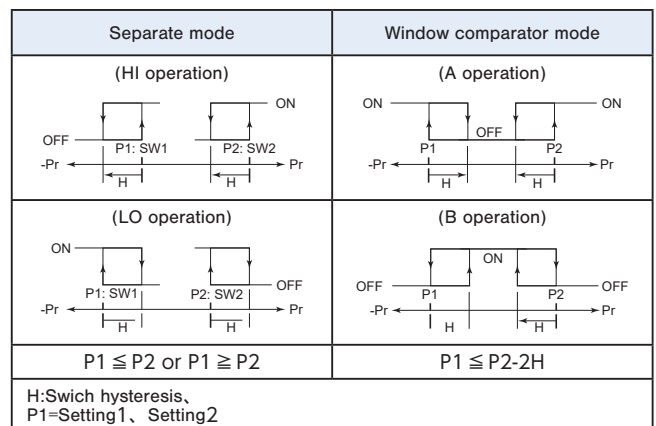 Separate mode
Window comparator mode
(HI operation)
ON
OFF
P1: SW1
P2: SW2
-Pr
Pr
H
H
(A operation)
ON
ON
OFF
P1
P2
-Pr
Pr
H
H
(LO operation)
ON
OFF
P1: SW1
P2: SW2
-Pr
Pr
H
H
(B operation)
ON
OFF
OFF
P1
P2
-Pr
Pr
H
H
P1 ≦ P2 or P1 ≧ P2
P1 ≦ P2-2H
H:Swich hysteresis、
P1=Setting1、Setting2